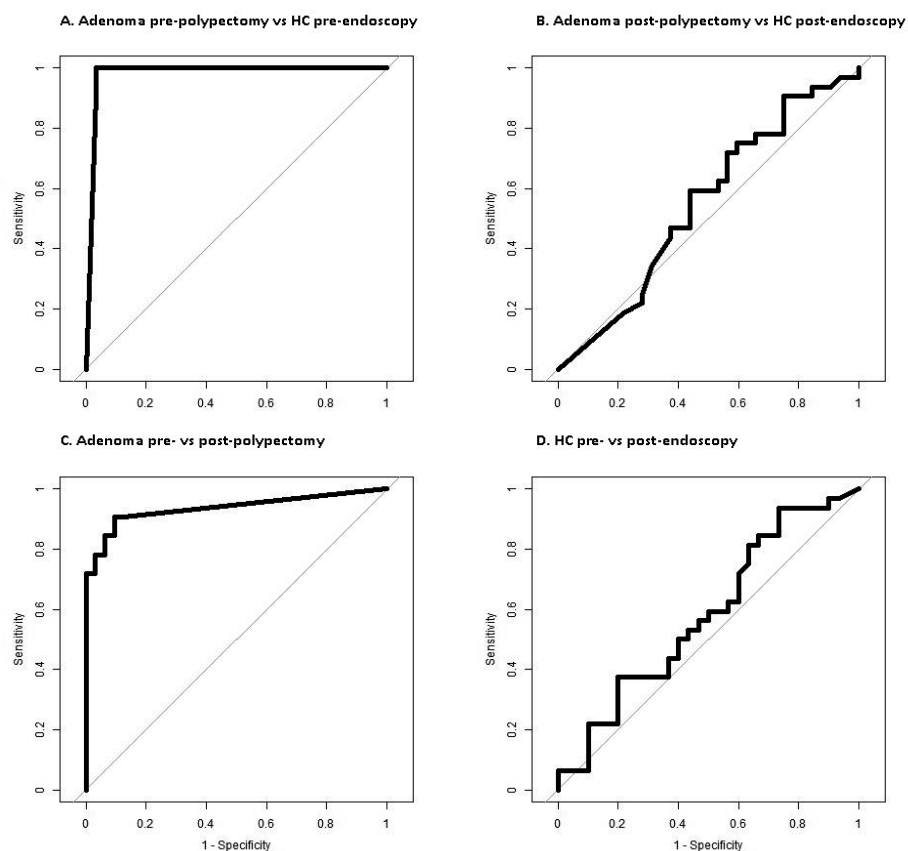 A. Adenoma pre-polypectomy vs HC pre-endoscopy
Sensitivity
0 0.2 0.4 0.6 0.8 1
0 0.2 0.4 0.6 0.8 1
B. Adenoma post-polypectomy vs HC post-endoscopy
Sensitivity
0 0.2 0.4 0.6 0.8 1
0 0.2 0.4 0.6 0.8 1
C. Adenoma pre- vs post-polypectomy
Sensitivity
0 0.2 0.4 0.6 0.8 1
0 0.2 0.4 0.6 0.8 1
1 - Specificity
D. HC pre- vs post-endoscopy
Sensitivity
0 0.2 0.4 0.6 0.8 1
0 0.2 0.4 0.6 0.8 1
1 - Specificity